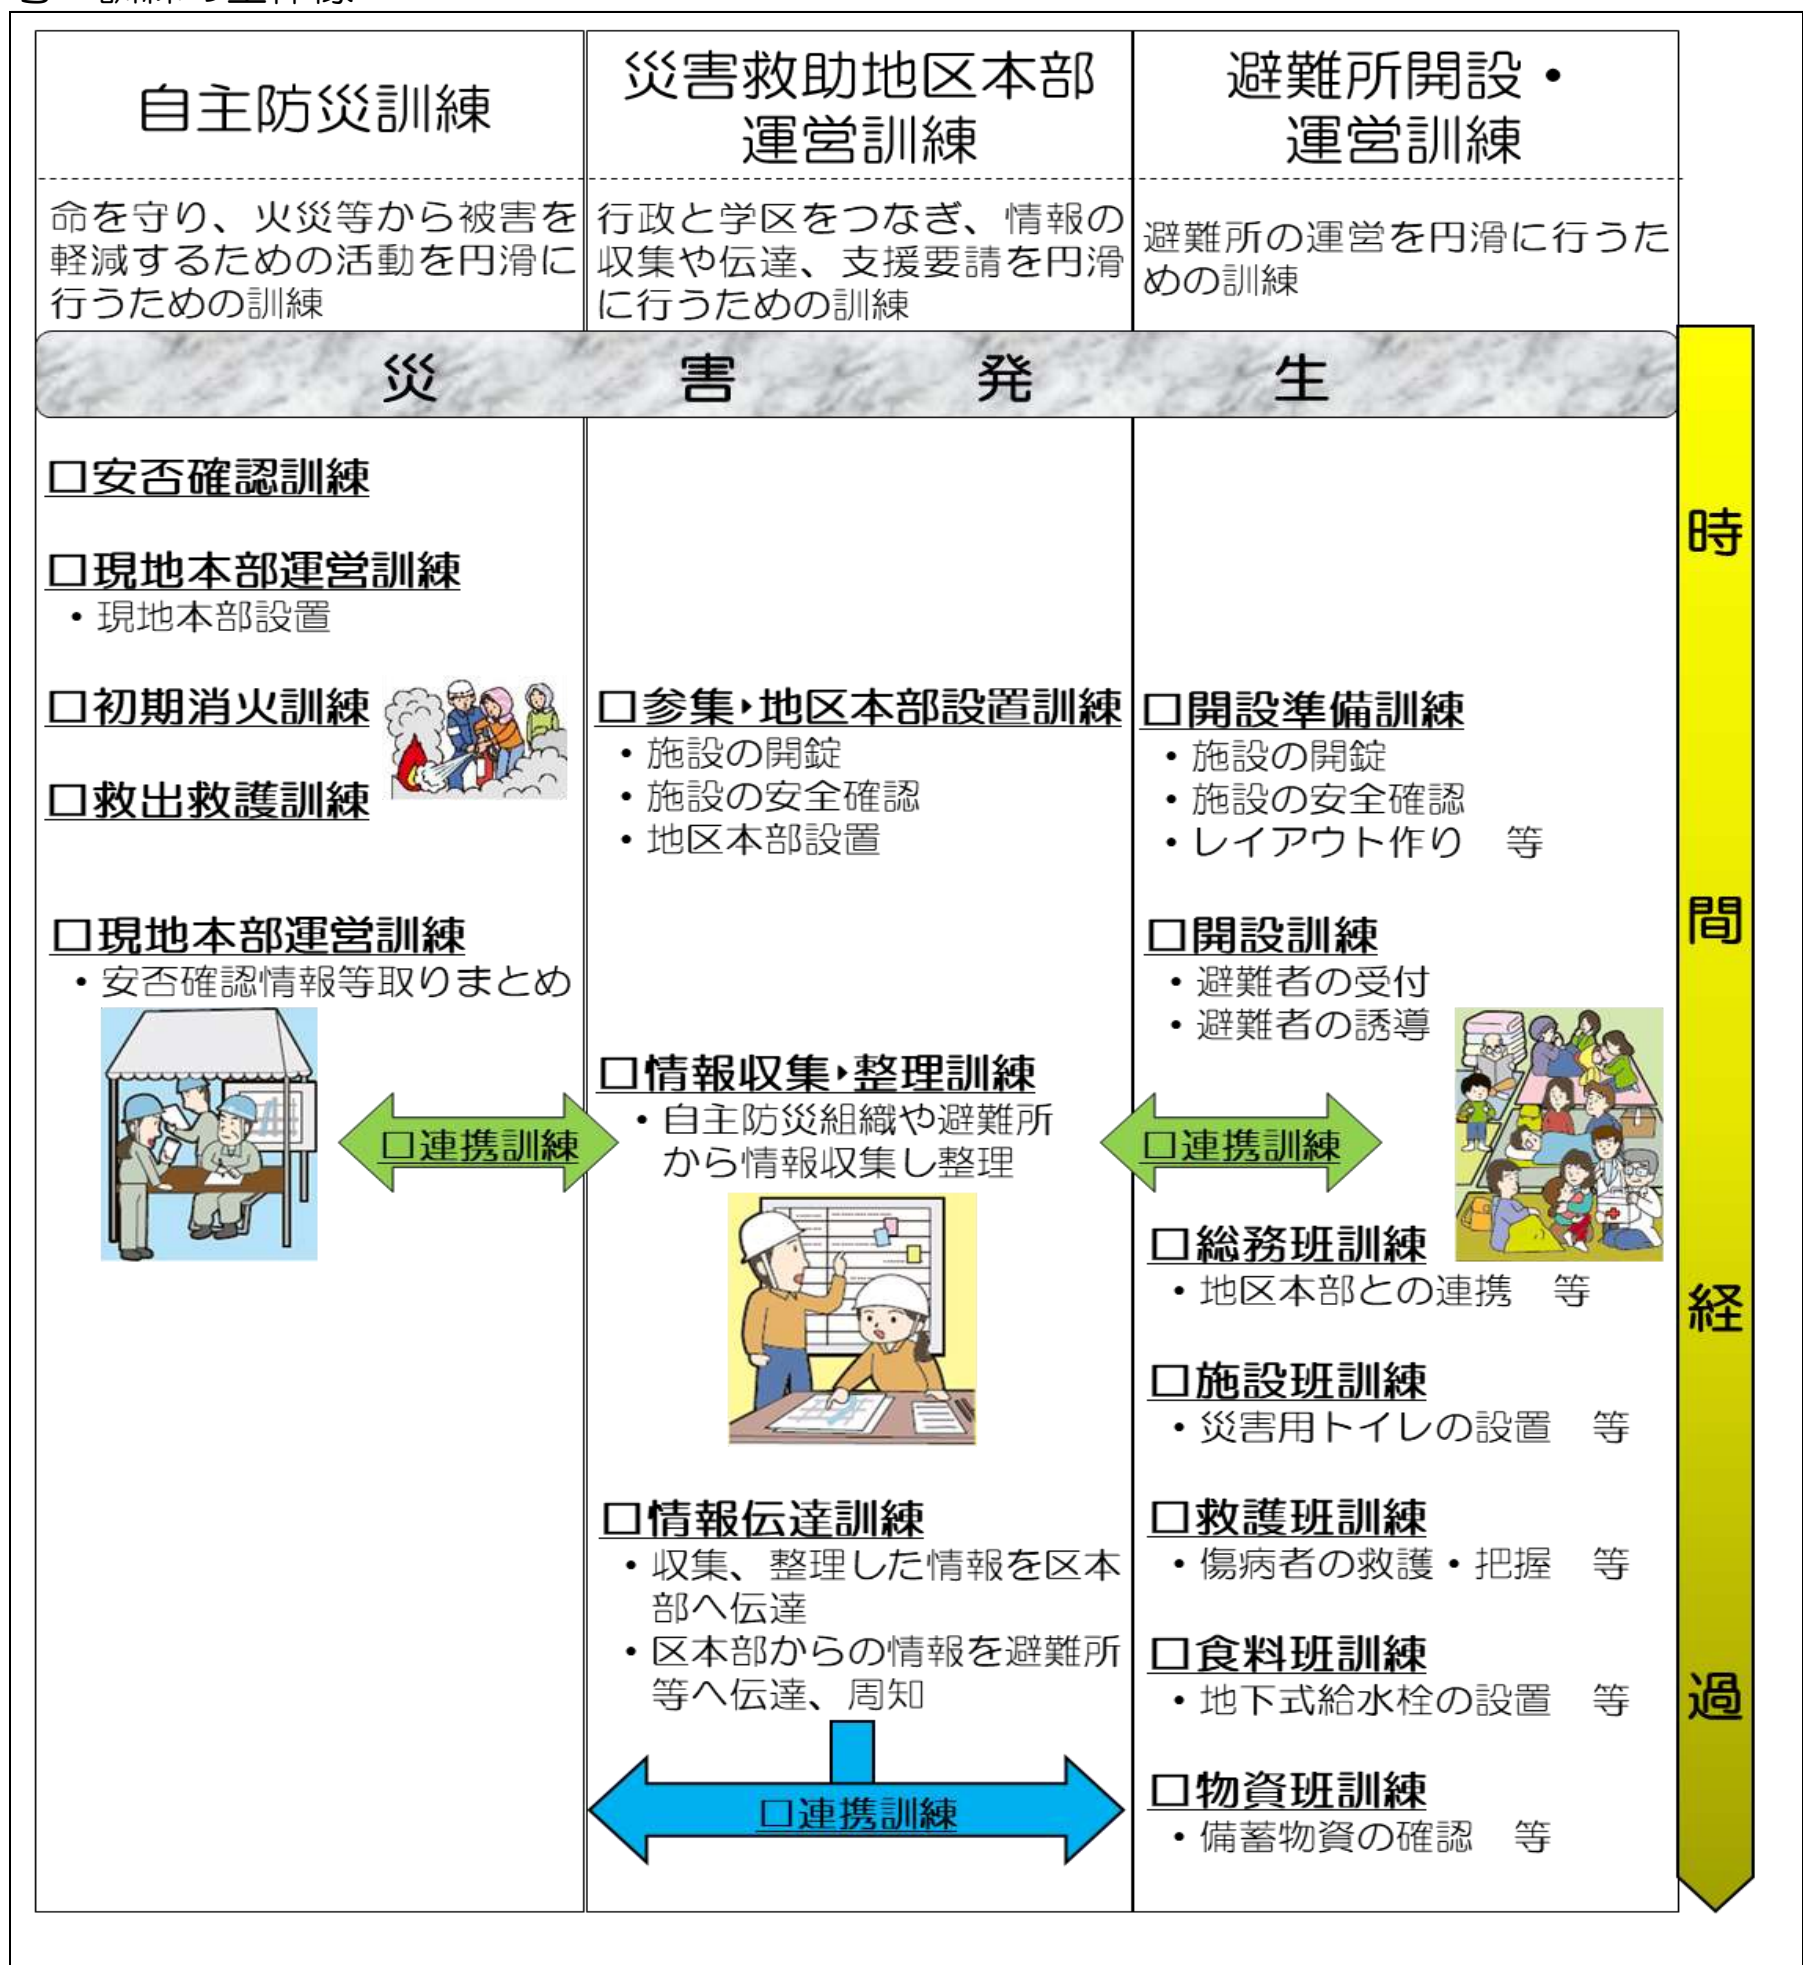 自主防災訓練
命を守り、火災等から被害を
軽減するための活動を円滑に
行うための訓練
災害救助地区本部
運営訓練
行政と学区をつなぎ、情報の
収集や伝達、支援要請を円滑
に行うための訓練
避難所開設・
運営訓練
避難所の運営を円滑に行うた
めの訓練
災害発生
□安否確認訓練
□現地本部運営訓練
・現地本部設置
□初期消火訓練
□救出救護訓練
□現地本部運営訓練
・安否確認情報等取りまとめ
□連携訓練
□参集・地区本部設置訓練
・施設の開錠
・施設の安全確認
・地区本部設置
□情報収集・整理訓練
・自主防災組織や避難所
から情報収集し整理
□情報伝達訓練
・収集、整理した情報を区本
部へ伝達
・区本部からの情報を避難所
等へ伝達、周知
□連携訓練
□連携訓練
□開設準備訓練
・施設の開錠
・施設の安全確認
・レイアウト作り　等
□開設訓練
・避難者の受付
・避難者の誘導
□総務班訓練
・地区本部との連携　等
□施設班訓練
・災害用トイレの設置　等
□救護班訓練
・傷病者の救護・把握　等
□食料班訓練
・地下式給水栓の設置　等
□物資班訓練
・備蓄物資の確認　等
時間経過